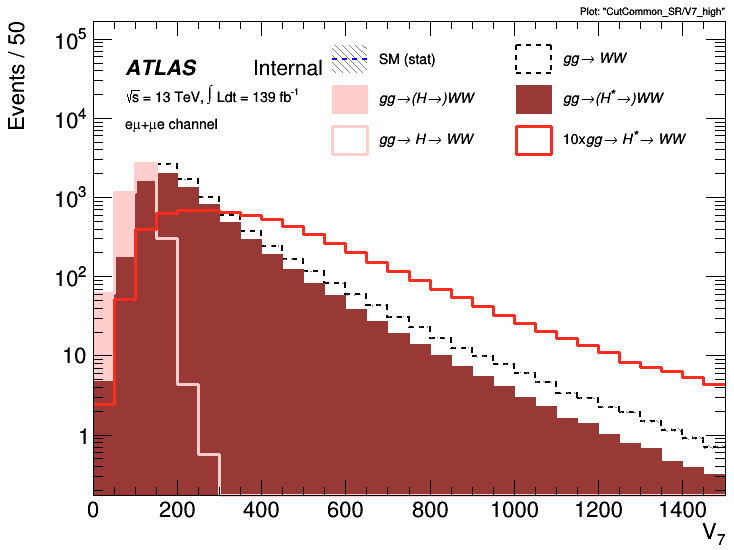 Plot: "CutCommon_SR/V7_high"
Events / 50
ATLAS Internal
√s = 13 TeV, ∫ Ldt = 139 fb⁻¹
eμ+μe channel
SM (stat)
gg→ WW
gg→(H→)WW
gg→(H*→)WW
gg→ H→ WW
10xgg→ H*→ WW
10⁵
10⁴
10³
10²
10
1
0 200 400 600 800 1000 1200 1400
V₇